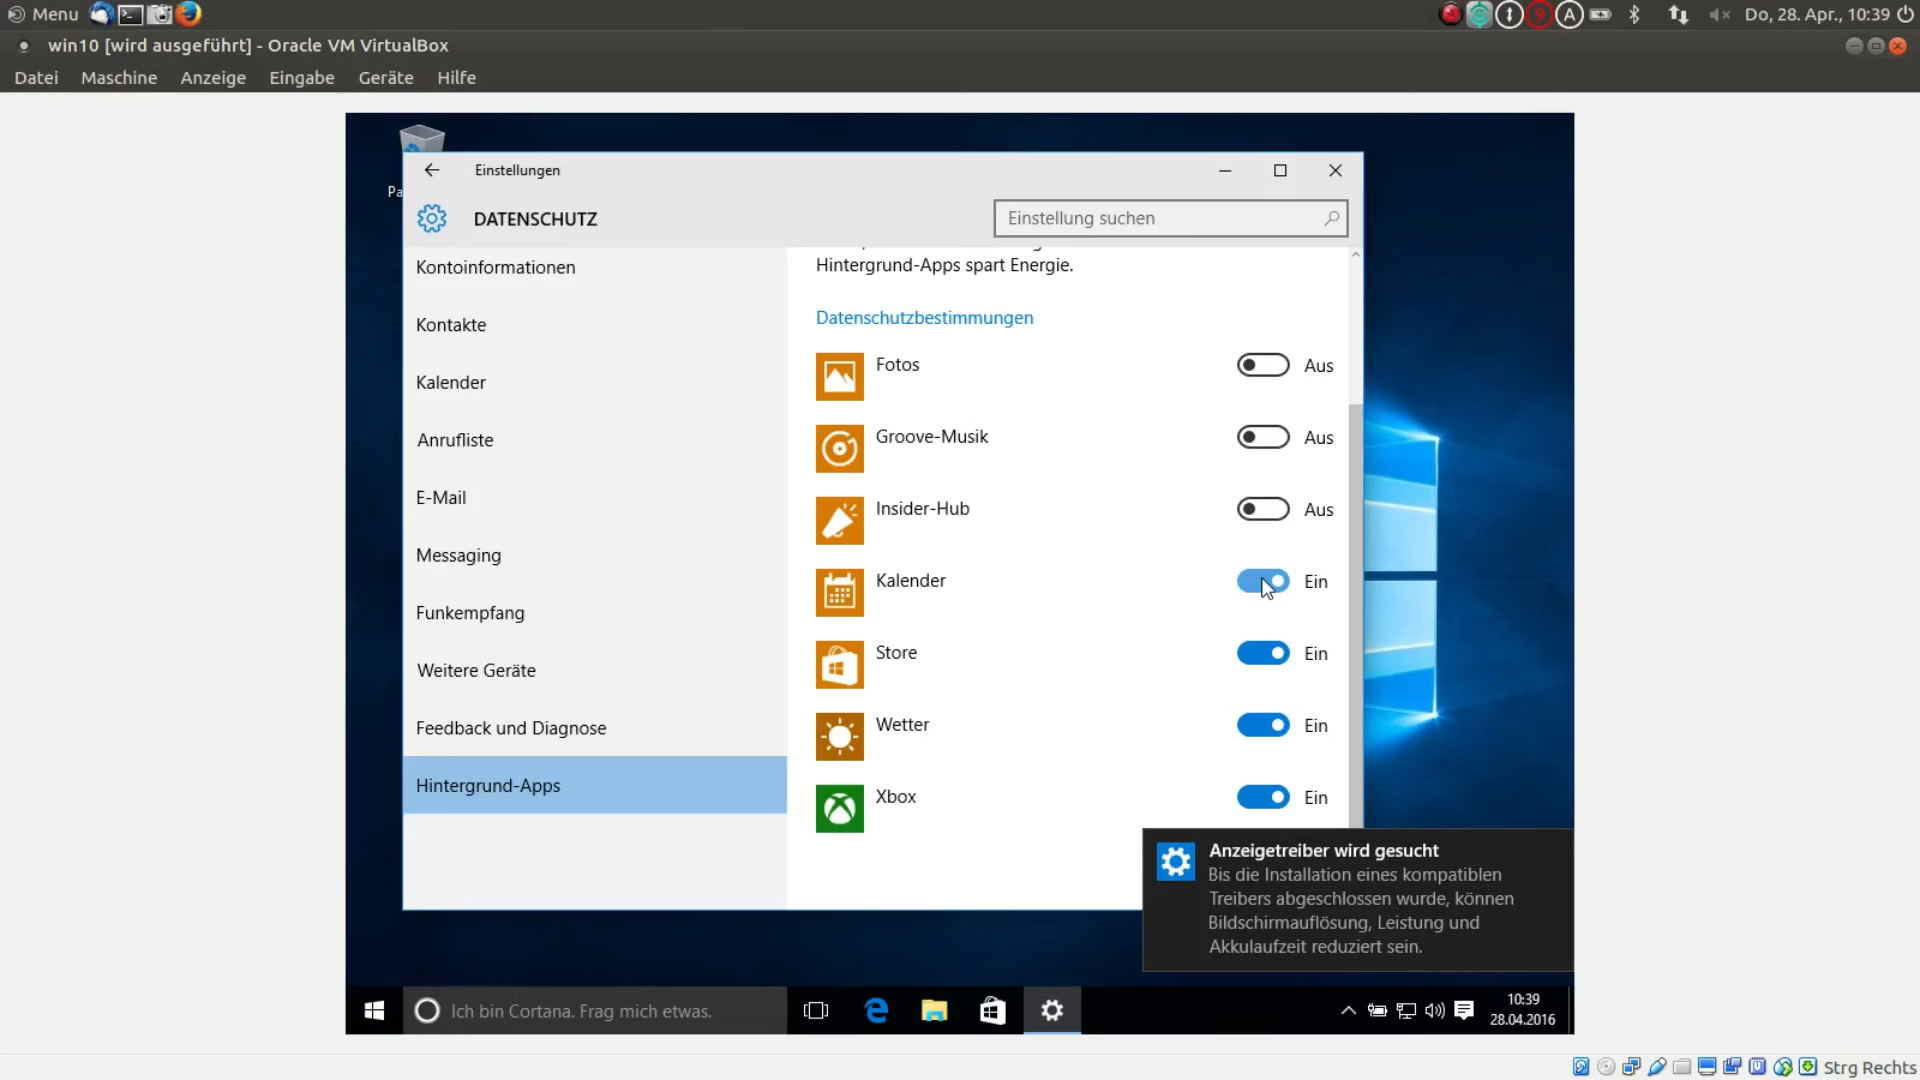 Menu
Do, 28. Apr., 10:39
win10 [wird ausgeführt] - Oracle VM VirtualBox
Datei Maschine Anzeige Eingabe Geräte Hilfe
Pa
Einstellungen
DATENSCHUTZ
Einstellung suchen
Kontoinformationen
Kontakte
Kalender
Anrufliste
E-Mail
Messaging
Funkempfang
Weitere Geräte
Feedback und Diagnose
Hintergrund-Apps
Hintergrund-Apps spart Energie.
Datenschutzbestimmungen
Fotos Aus
Groove-Musik Aus
Insider-Hub Aus
Kalender Ein
Store Ein
Wetter Ein
Xbox Ein
Anzeigetreiber wird gesucht
Bis die Installation eines kompatiblen
Treibers abgeschlossen wurde, können
Bildschirmauflösung, Leistung und
Akkulaufzeit reduziert sein.
Ich bin Cortana. Frag mich etwas.
10:39
28.04.2016
Strg Rechts